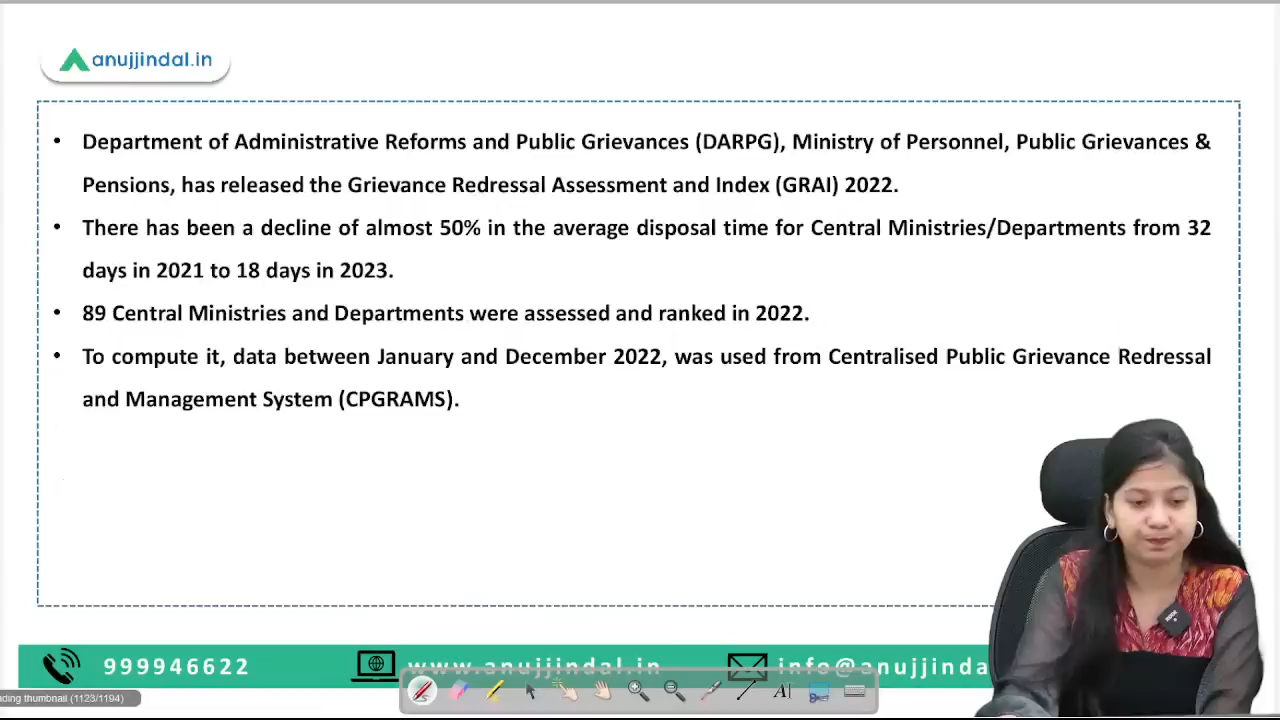 anujjindal.in
• Department of Administrative Reforms and Public Grievances (DARPG), Ministry of Personnel, Public Grievances &
Pensions, has released the Grievance Redressal Assessment and Index (GRAI) 2022.
• There has been a decline of almost 50% in the average disposal time for Central Ministries/Departments from 32
days in 2021 to 18 days in 2023.
• 89 Central Ministries and Departments were assessed and ranked in 2022.
• To compute it, data between January and December 2022, was used from Centralised Public Grievance Redressal
and Management System (CPGRAMS).
999946622 www.anujjindal.in info@anujjinda
ading thumbnail (1123/1194)
A